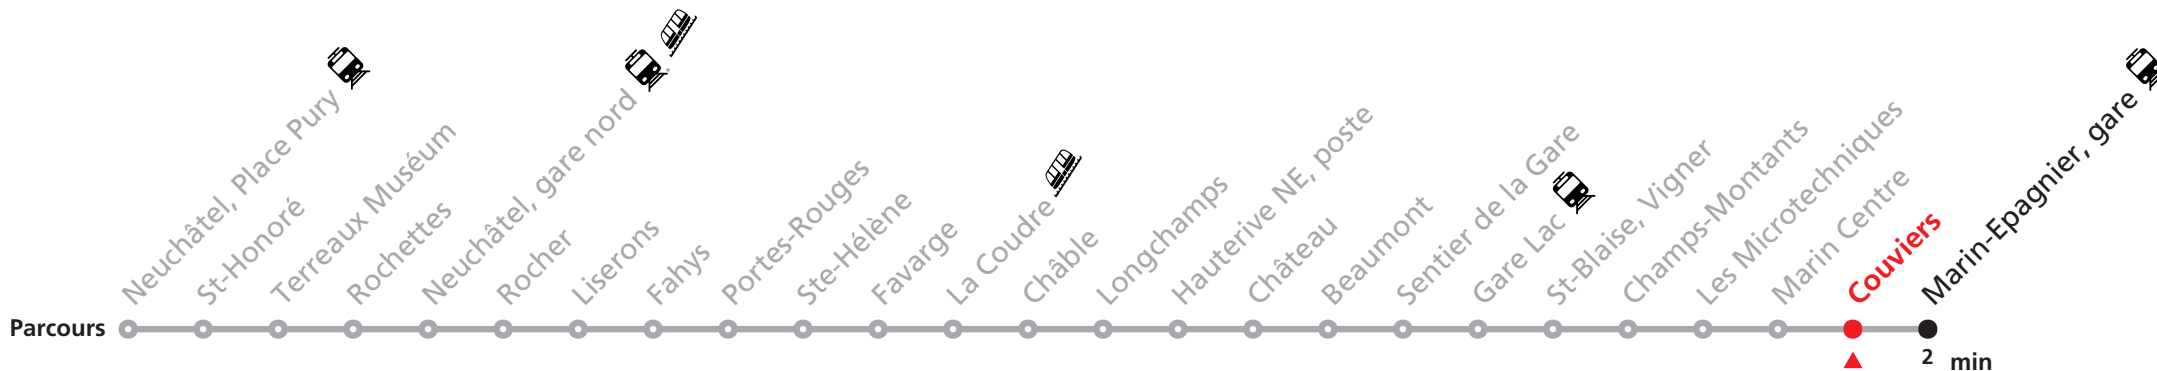 Neuchâtel, Place Pury
St-Honoré
Terreaux Muséum
Rochettes
Neuchâtel, gare nord
Rocher
Liserons
Fahys
Portes-Rouges
Ste-Hélène
Favarge
La Coudre
Châble
Longchamps
Hauterive NE, poste
Château
Beaumont
Sentier de la Gare
Gare Lac
St-Blaise, Vigner
Champs-Montants
Les Microtechniques
Marin Centre
Couviers
Marin-Epagnier, gare
Parcours
2 min